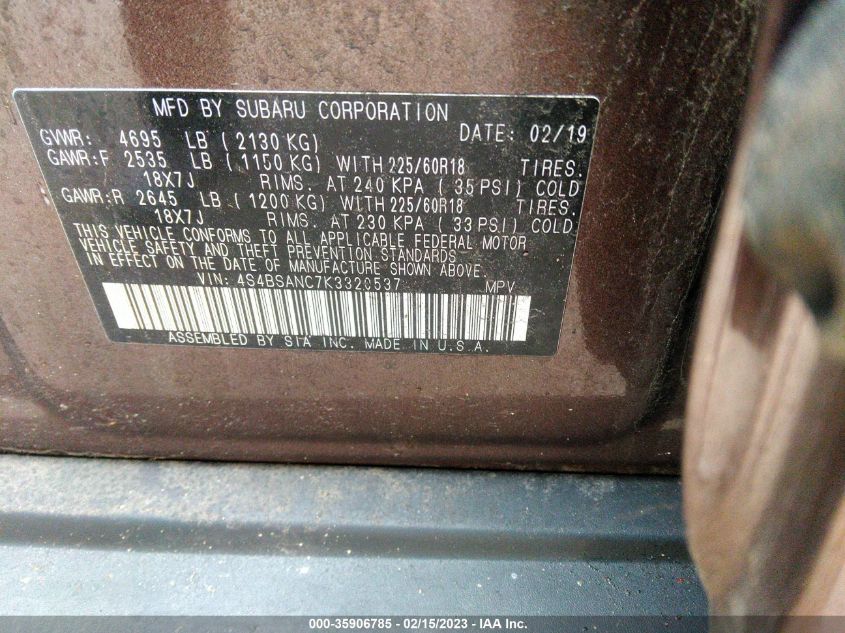 MFD BY SUBARU CORPORATION
GVWR: 4695 LB ( 2130 KG) DATE: 02/19
GAWR:F 2535 LB ( 1150 KG) WITH 225/60R18 TIRES.
18X7J RIMS. AT 240 KPA ( 35 PSI) COLD
GAWR:R 2645 LB ( 1200 KG) WITH 225/60R18 TIRES.
18X7J RIMS. AT 230 KPA ( 33 PSI) COLD.
THIS VEHICLE CONFORMS TO ALL APPLICABLE FEDERAL MOTOR
VEHICLE SAFETY AND THEFT PREVENTION STANDARDS
IN EFFECT ON THE DATE OF MANUFACTURE SHOWN ABOVE.
VIN: 4S4BSANC7K3320537 MPV
ASSEMBLED BY SIA INC. MADE IN U.S.A.
000-35906785 - 02/15/2023 - IAA Inc.